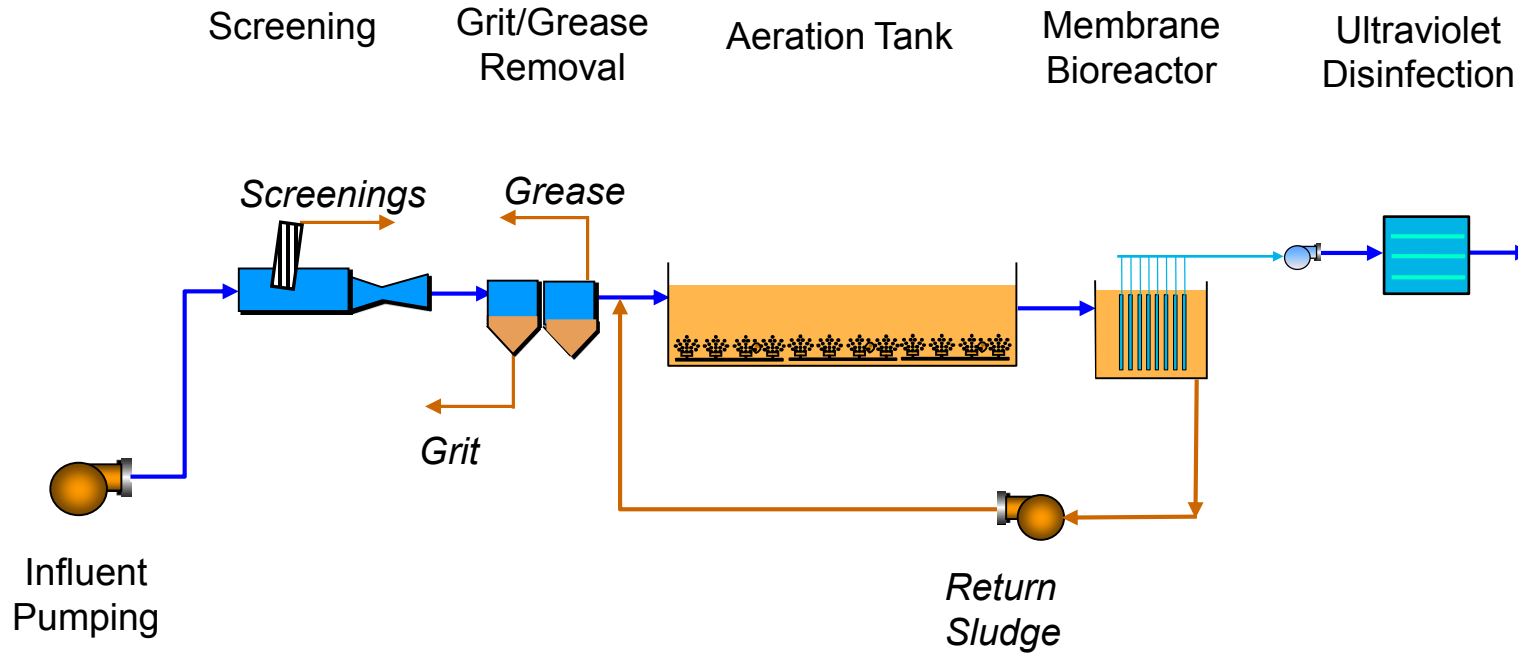 Screening
Grit/Grease
Removal
Aeration Tank
Membrane
Bioreactor
Ultraviolet
Disinfection
Screenings
Grease
Grit
Influent
Pumping
Return
Sludge